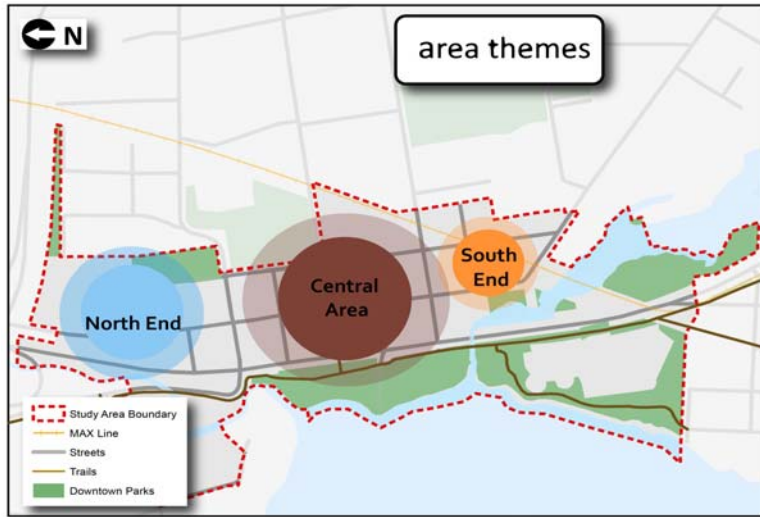 N
area themes
North End
Central
Area
South
End
Study Area Boundary
MAX Line
Streets
Trails
Downtown Parks